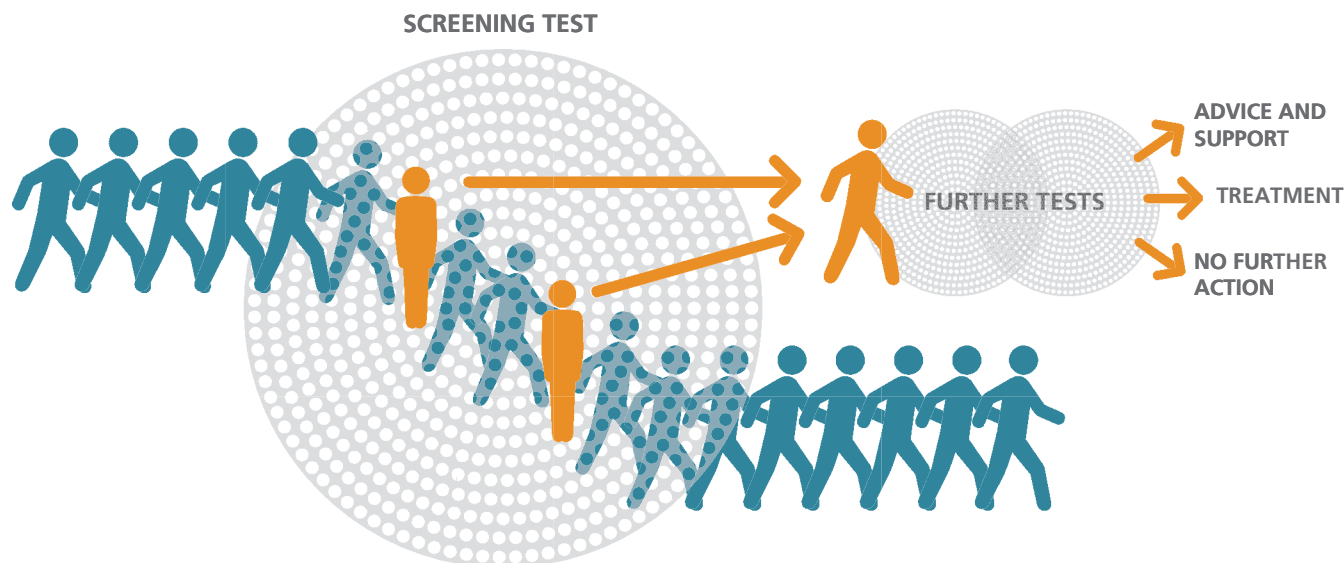 SCREENING TEST
FURTHER TESTS
ADVICE AND
SUPPORT
TREATMENT
NO FURTHER
ACTION